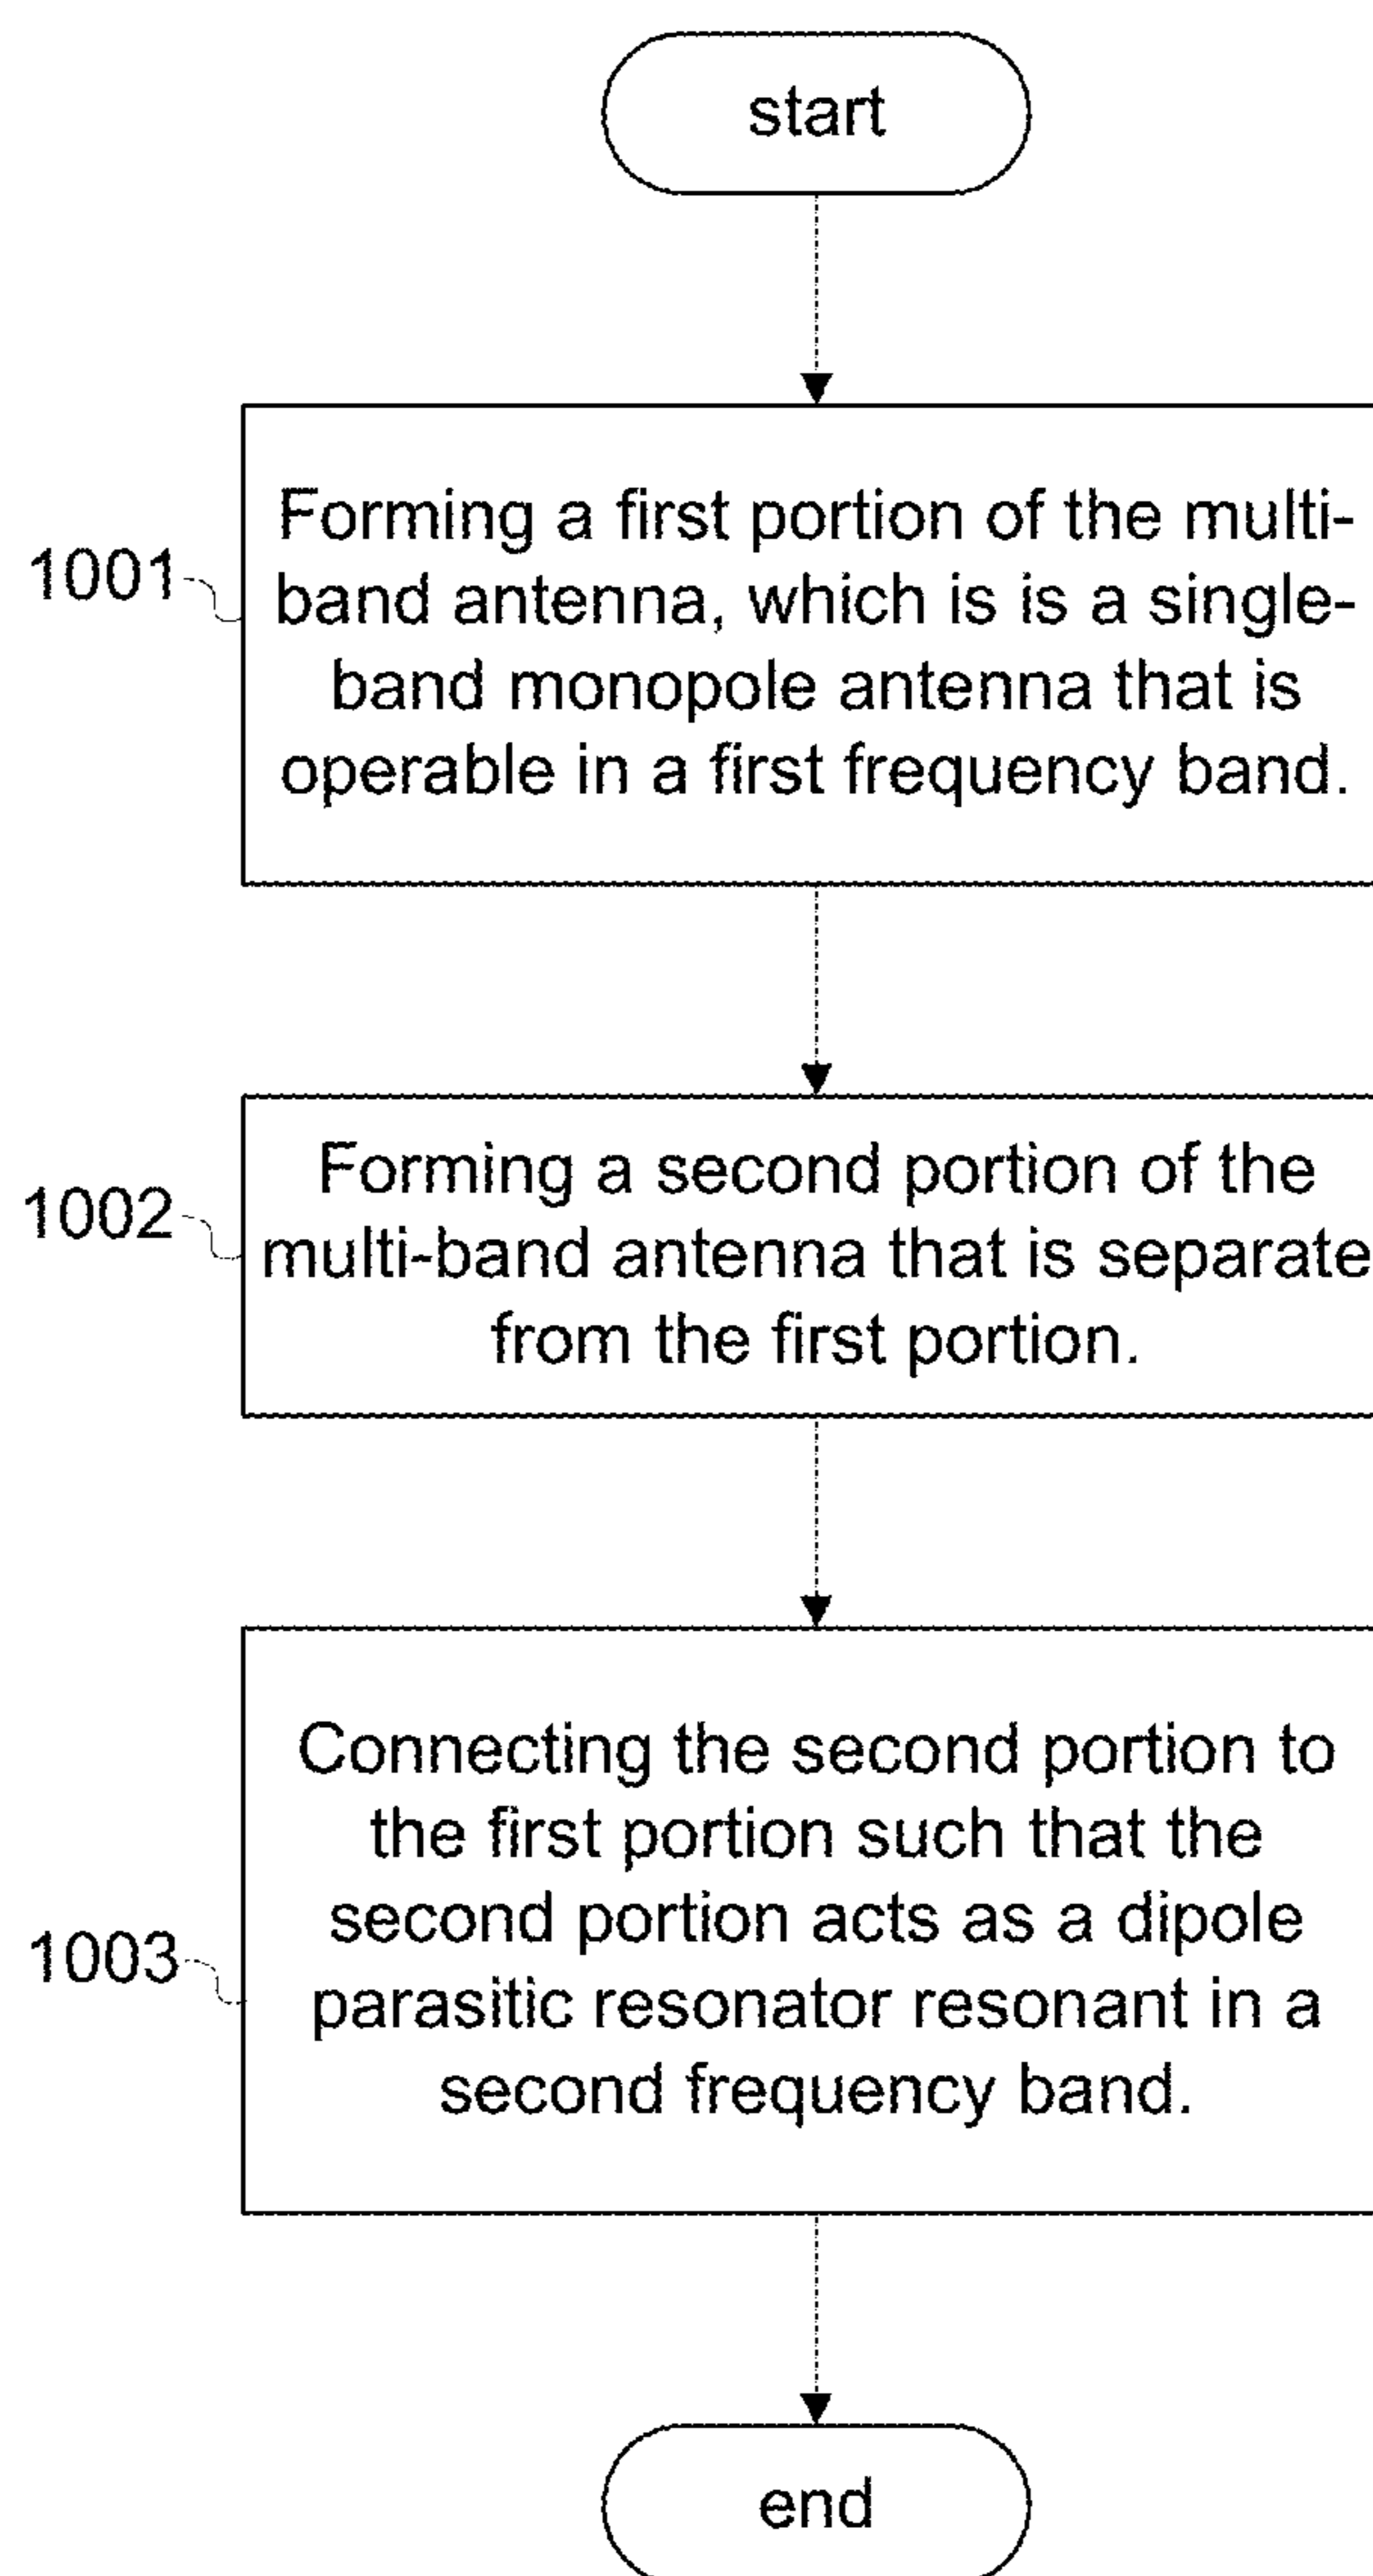 start
1001
Forming a first portion of the multi-
band antenna, which is is a single-
band monopole antenna that is
operable in a first frequency band.
1002
Forming a second portion of the
multi-band antenna that is separate
from the first portion.
1003
Connecting the second portion to
the first portion such that the
second portion acts as a dipole
parasitic resonator resonant in a
second frequency band.
end